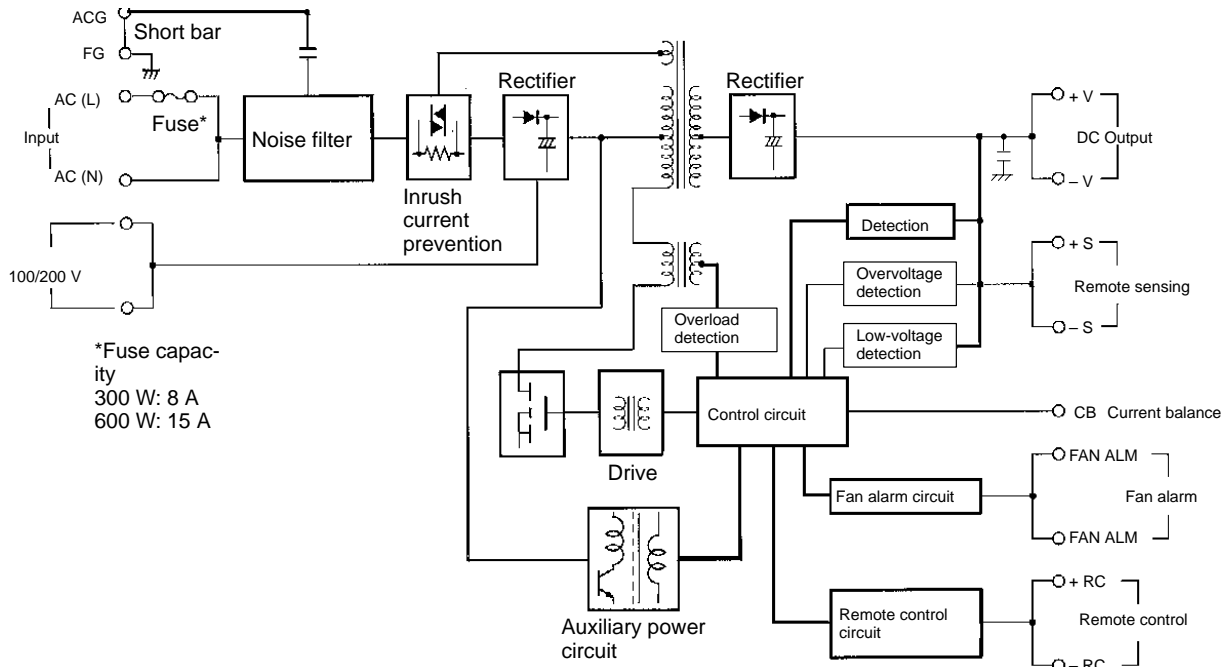 ACG
Short bar
FG
AC (L)
Fuse*
Input
AC (N)
Noise filter
Inrush
current
prevention
Rectifier
Rectifier
+ V
DC Output
– V
100/200 V
*Fuse capac-
ity
300 W: 8 A
600 W: 15 A
Detection
Overvoltage
detection
Low-voltage
detection
+ S
Remote sensing
– S
Overload
detection
Control circuit
CB Current balance
Drive
Fan alarm circuit
FAN ALM
Fan alarm
FAN ALM
Auxiliary power
circuit
Remote control
circuit
+ RC
Remote control
– RC